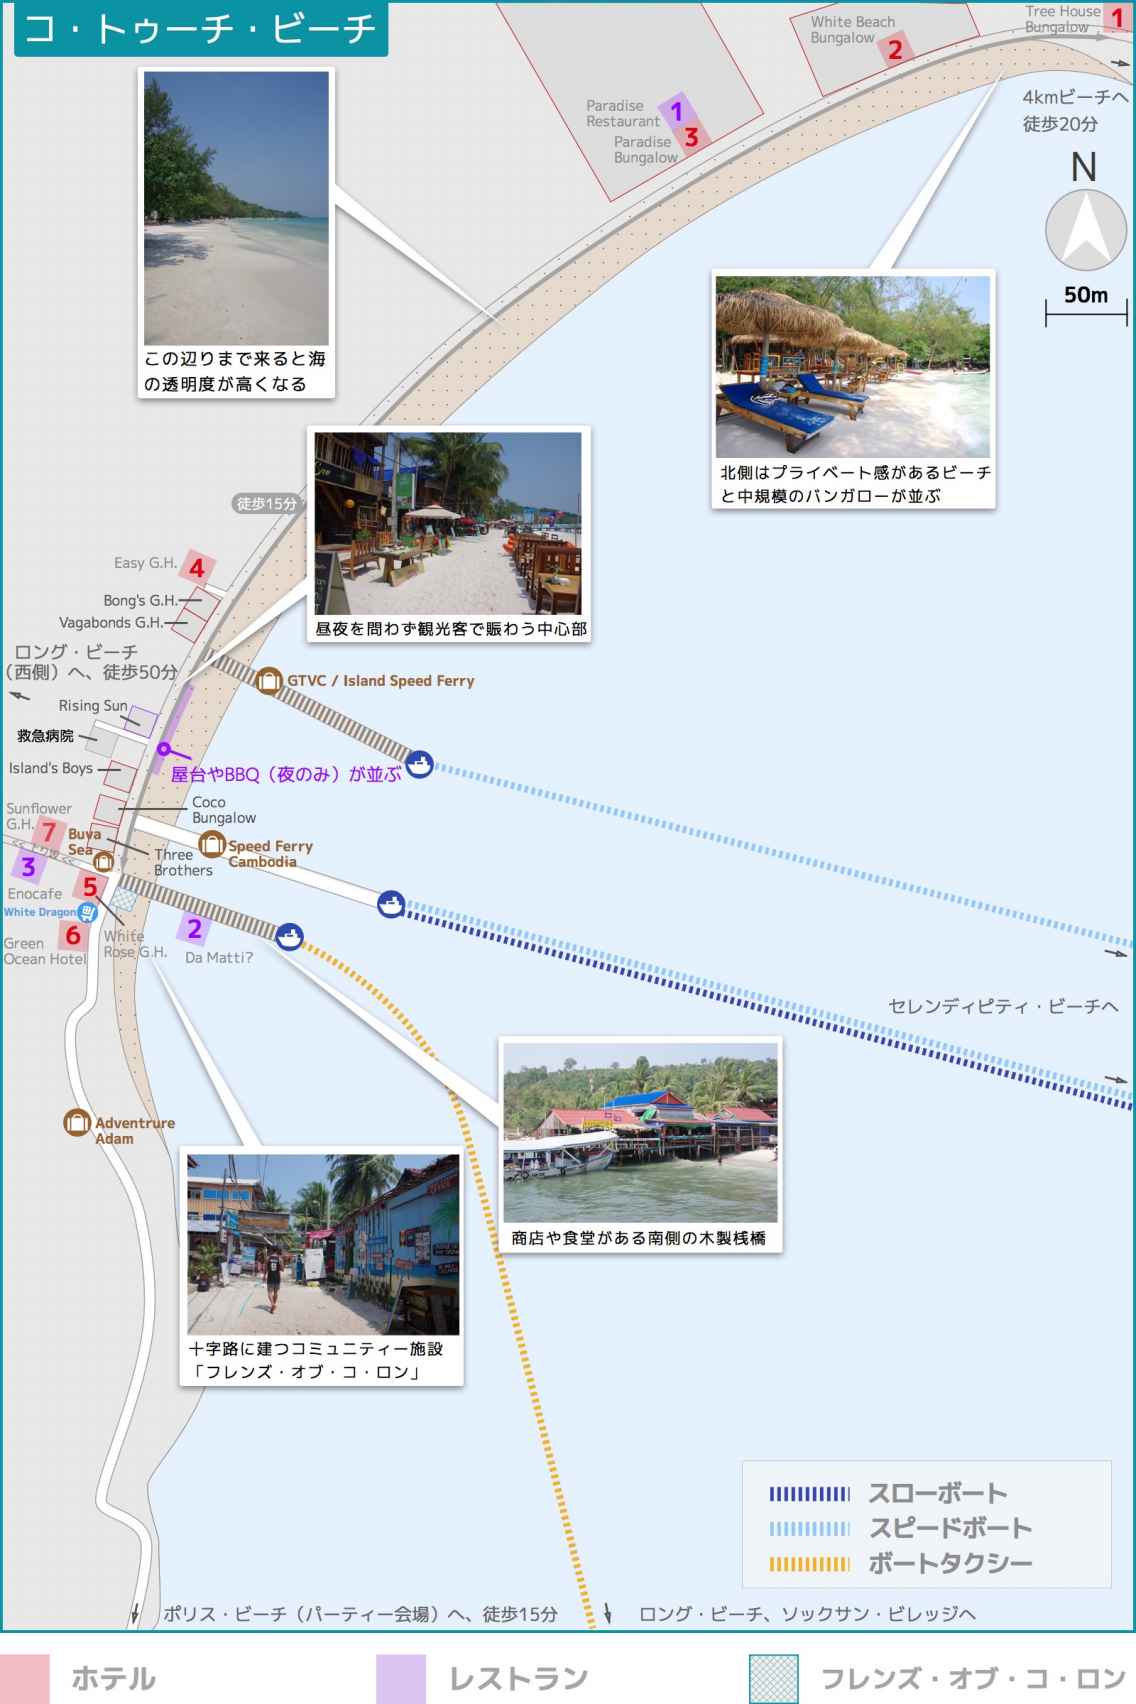 コ・トゥーチ・ビーチ
Tree House
Bungalow
1
White Beach
Bungalow
2
4kmビーチへ
徒歩20分
Paradise
Restaurant
1
Paradise
Bungalow
3
N
50m
この辺りまで来ると海
の透明度が高くなる
北側はプライベート感があるビーチ
と中規模のバンガローが並ぶ
徒歩15分
昼夜を問わず観光客で賑わう中心部
Easy G.H.
4
Bong's G.H.
Vagabonds G.H.
ロング・ビーチ
（西側）へ、徒歩50分
GTVC / Island Speed Ferry
Rising Sun
救急病院
屋台やBBQ（夜のみ）が並ぶ
Island's Boys
Coco
Bungalow
Sunflower
G.H.
7
Buva
Sea
<< 上り坂 <<
Speed Ferry
Cambodia
Three
Brothers
3
Enocafe
5
White Dragon
6
Green
Ocean Hotel
White
Rose G.H.
2
Da Matti?
セレンディピティ・ビーチへ
Adventrure
Adam
商店や食堂がある南側の木製桟橋
十字路に建つコミュニティー施設
「フレンズ・オブ・コ・ロン」
スローボート
スピードボート
ボートタクシー
ポリス・ビーチ（パーティー会場）へ、徒歩15分
ロング・ビーチ、ソックサン・ビレッジへ
ホテル
レストラン
フレンズ・オブ・コ・ロン